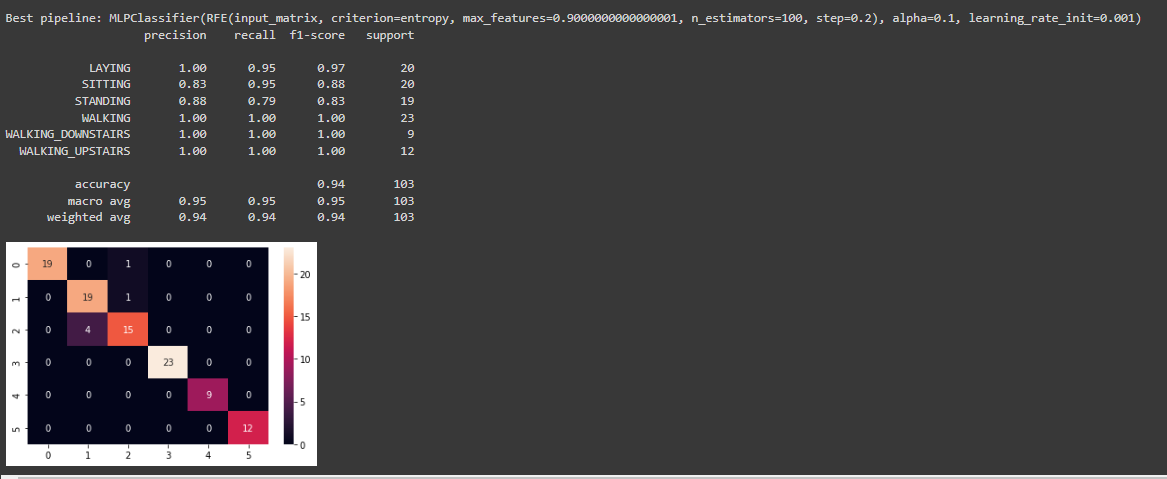 Best pipeline: MLPClassifier(RFE(input_matrix, criterion=entropy, max_features=0.9000000000000001, n_estimators=100, step=0.2), alpha=0.1, learning_rate_init=0.001)
precision recall f1-score support
LAYING 1.00 0.95 0.97 20
SITTING 0.83 0.95 0.88 20
STANDING 0.88 0.79 0.83 19
WALKING 1.00 1.00 1.00 23
WALKING_DOWNSTAIRS 1.00 1.00 1.00 9
WALKING_UPSTAIRS 1.00 1.00 1.00 12
accuracy 0.94 103
macro avg 0.95 0.95 0.95 103
weighted avg 0.94 0.94 0.94 103
0 19 0 1 0 0 0
20
1 0 19 1 0 0 0
15
2 0 4 15 0 0 0
10
3 0 0 0 23 0 0
4 0 0 0 0 9 0
5
5 0 0 0 0 0 12
0
0 1 2 3 4 5